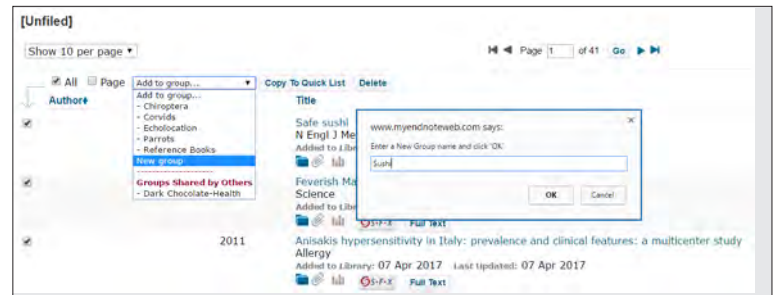 [Unfiled]
Show 10 per page
Page 1 of 41 Go
All Page Add to group... Copy To Quick List Delete
Author Title
Add to group...
- Chiroptera
- Corvids
- Echolocation
- Parrots
- Reference Books
New group
--------------------
Groups Shared by Others
- Dark Chocolate-Health
Safe sushi
N Engl J Me
Added to Libr
www.myendnoteweb.com says:
×
Enter a New Group name and click 'OK'.
Sushi
OK Cancel
Feverish Ma
Science
Added to Libr
S·F·X Full Text
2011
Anisakis hypersensitivity in Italy: prevalence and clinical features: a multicenter study
Allergy
Added to Library: 07 Apr 2017 Last Updated: 07 Apr 2017
S·F·X Full Text